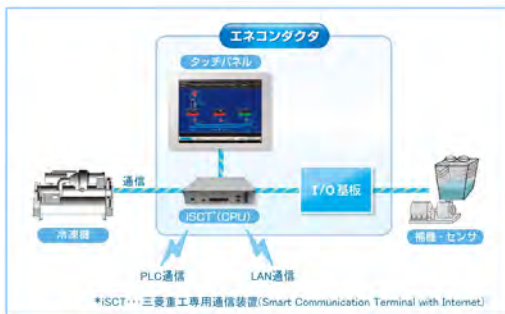 エネコンダクタ
タッチパネル
通信
I/O基板
冷凍機
iSCT*(CPU)
補機・センサ
PLC通信
LAN通信
*iSCT・・・三菱重工専用通信装置(Smart Communication Terminal with Internet)